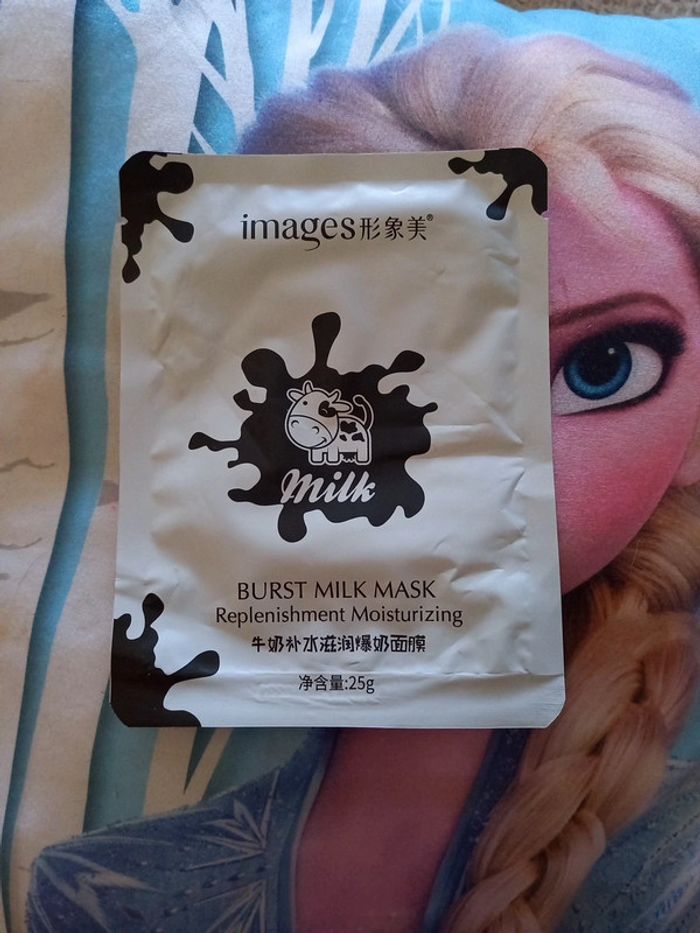 images形象美®
milk
BURST MILK MASK
Replenishment Moisturizing
牛奶补水滋润爆奶面膜
净含量:25g